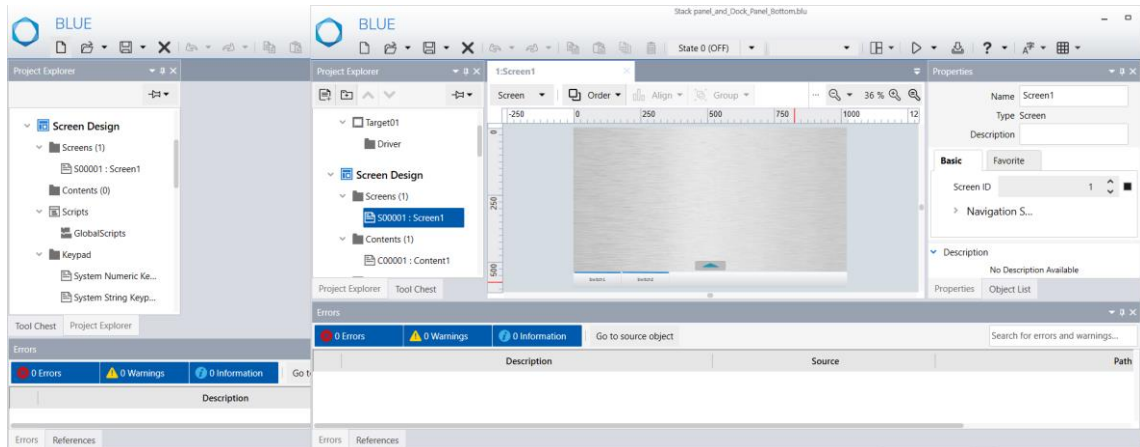 BLUE
Project Explorer
Screen Design
Screens (1)
S00001 : Screen1
Contents (0)
Scripts
GlobalScripts
Keypad
System Numeric Ke...
System String Keyp...
Tool Chest Project Explorer
Errors
0 Errors 0 Warnings 0 Information Go t
Description
Errors References
Stack panel_and_Dock_Panel_Bottom.blu
BLUE
State 0 (OFF)
Project Explorer
Target01
Driver
Screen Design
Screens (1)
S00001 : Screen1
Contents (1)
C00001 : Content1
Project Explorer Tool Chest
1:Screen1
Screen Order Align Group ... 36 %
-250 0 250 500 750 1000 12
250
500
Switch1 Switch2
Properties
Name Screen1
Type Screen
Description
Basic Favorite
Screen ID 1
Navigation S...
Description
No Description Available
Properties Object List
Errors
0 Errors 0 Warnings 0 Information Go to source object Search for errors and warnings...
Description Source Path
Errors References